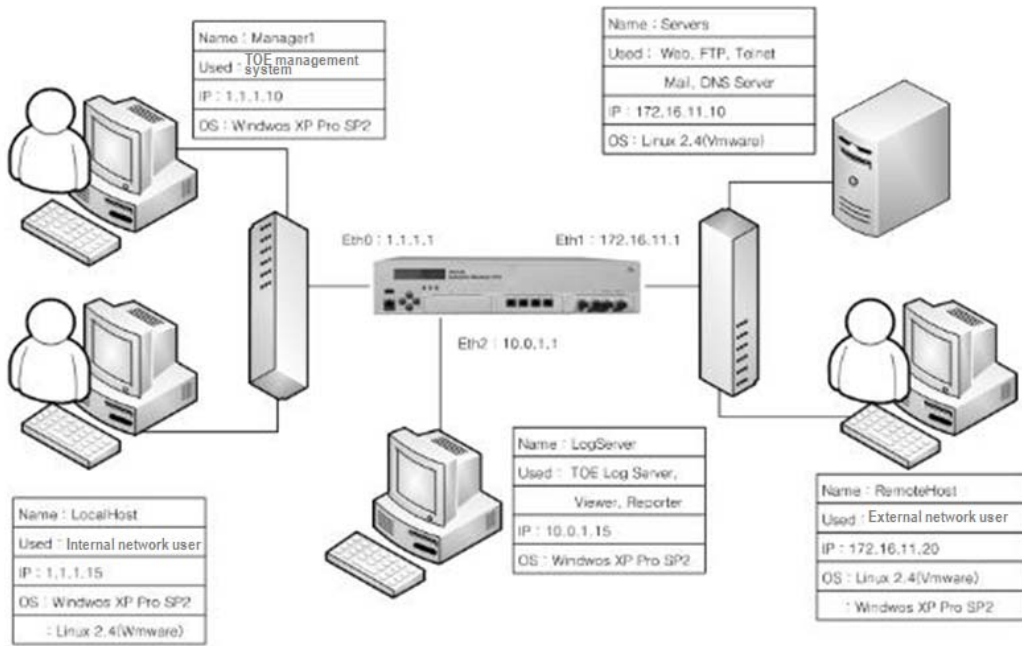 Name : Manager1
Used : TOE management
system
IP : 1.1.1.10
OS : Windwos XP Pro SP2
Name : Servers
Used : Web, FTP, Telnet
Mail, DNS Server
IP : 172.16.11.10
OS : Linux 2.4(Vmware)
Eth0 : 1.1.1.1
Eth1 : 172.16.11.1
Eth2 : 10.0.1.1
Name : LocalHost
Used : Internal network user
IP : 1.1.1.15
OS : Windwos XP Pro SP2
: Linux 2.4(Wmware)
Name : LogServer
Used : TOE Log Server,
Viewer, Reporter
IP : 10.0.1.15
OS : Windwos XP Pro SP2
Name : RemoteHost
Used : External network user
IP : 172.16.11.20
OS : Linux 2.4(Vmware)
: Windwos XP Pro SP2